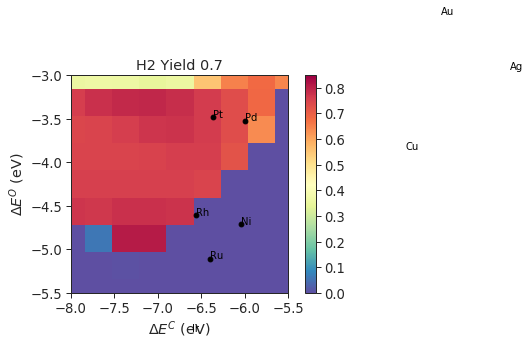 Au
H2 Yield 0.7
Ag
−3.0
−3.5
−4.0
−4.5
−5.0
−5.5
ΔE^O (eV)
Pt
Pd
Cu
Rh
Ni
Ru
0.8
0.7
0.6
0.5
0.4
0.3
0.2
0.1
0.0
−8.0 −7.5 −7.0 −6.5 −6.0 −5.5
ΔE^C (eV)
Ir